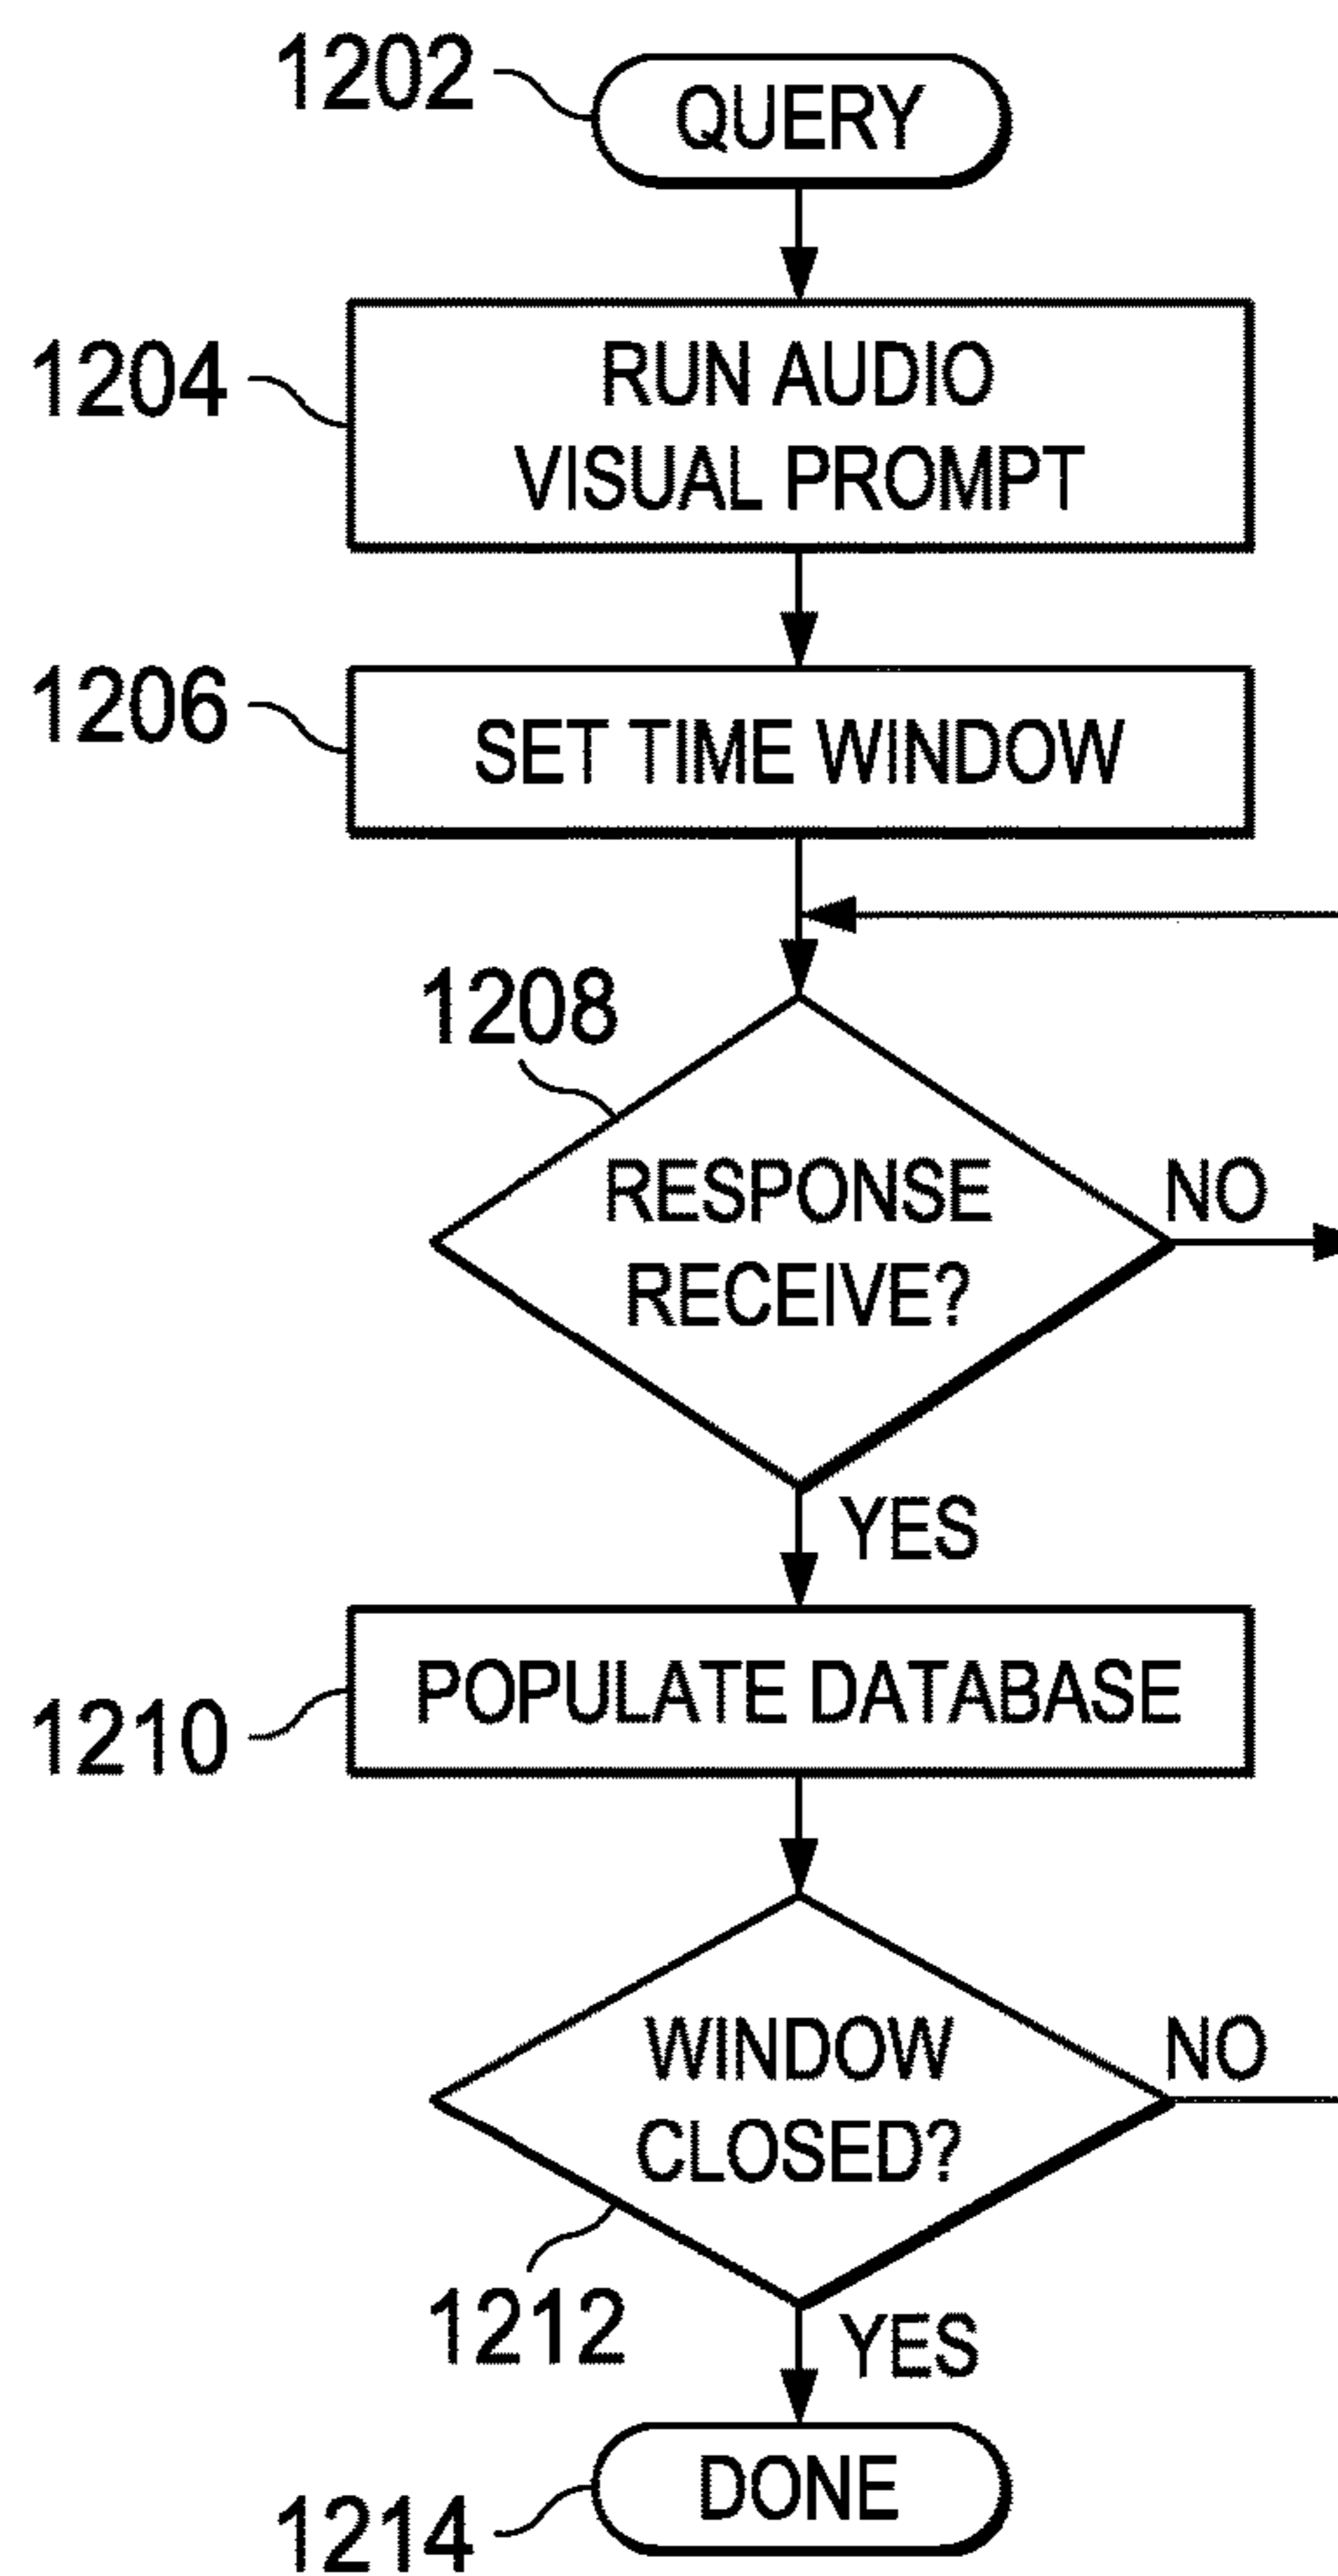 1202
QUERY
1204
RUN AUDIO
VISUAL PROMPT
1206
SET TIME WINDOW
1208
RESPONSE
RECEIVE?
NO
YES
1210
POPULATE DATABASE
WINDOW
CLOSED?
NO
1212
YES
DONE
1214